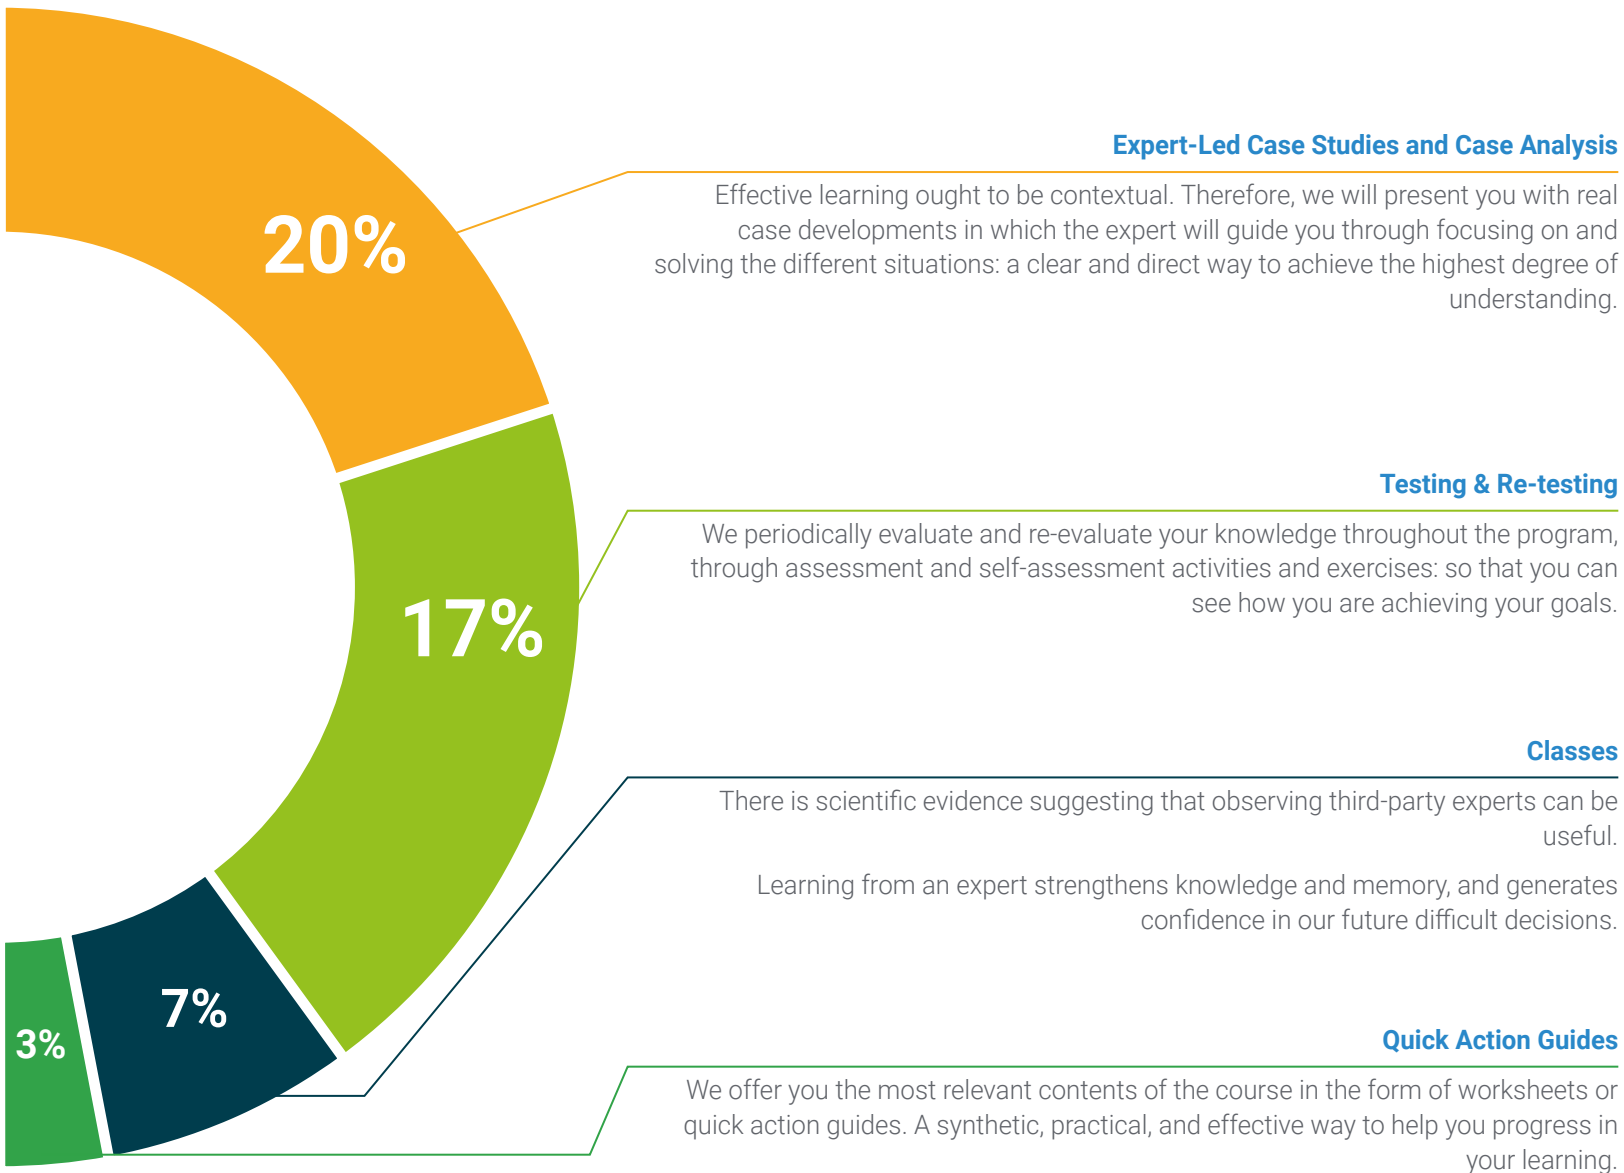 20%
Expert-Led Case Studies and Case Analysis
Effective learning ought to be contextual. Therefore, we will present you with real
case developments in which the expert will guide you through focusing on and
solving the different situations: a clear and direct way to achieve the highest degree of
understanding.
17%
Testing & Re-testing
We periodically evaluate and re-evaluate your knowledge throughout the program,
through assessment and self-assessment activities and exercises: so that you can
see how you are achieving your goals.
7%
Classes
There is scientific evidence suggesting that observing third-party experts can be
useful.
Learning from an expert strengthens knowledge and memory, and generates
confidence in our future difficult decisions.
3%
Quick Action Guides
We offer you the most relevant contents of the course in the form of worksheets or
quick action guides. A synthetic, practical, and effective way to help you progress in
your learning.